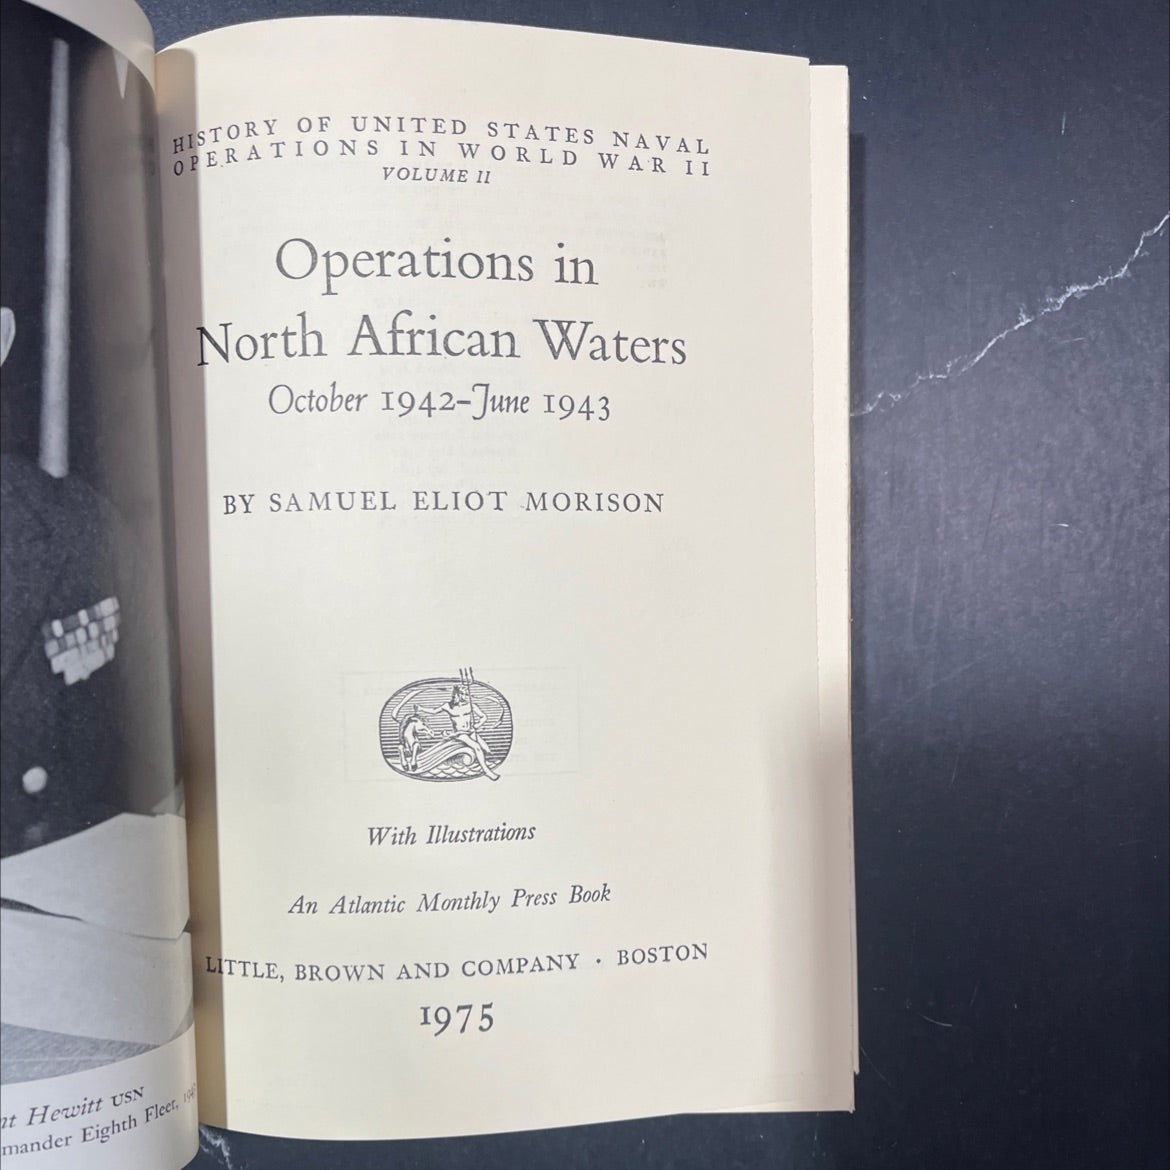 HISTORY OF UNITED STATES NAVAL
OPERATIONS IN WORLD WAR II
VOLUME II
Operations in
North African Waters
October 1942–June 1943
BY SAMUEL ELIOT MORISON
With Illustrations
An Atlantic Monthly Press Book
LITTLE, BROWN AND COMPANY · BOSTON
1975
nt Hewitt USN
mander Eighth Fleet,